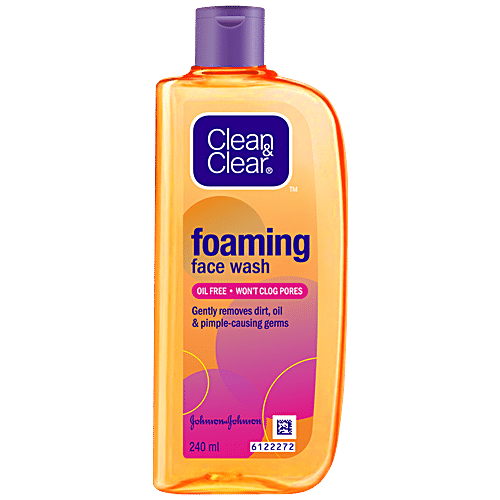 Clean &
Clear®
™
foaming
face wash
OIL FREE • WON'T CLOG PORES
Gently removes dirt, oil
& pimple-causing germs
Johnson & Johnson
240 ml
6122272